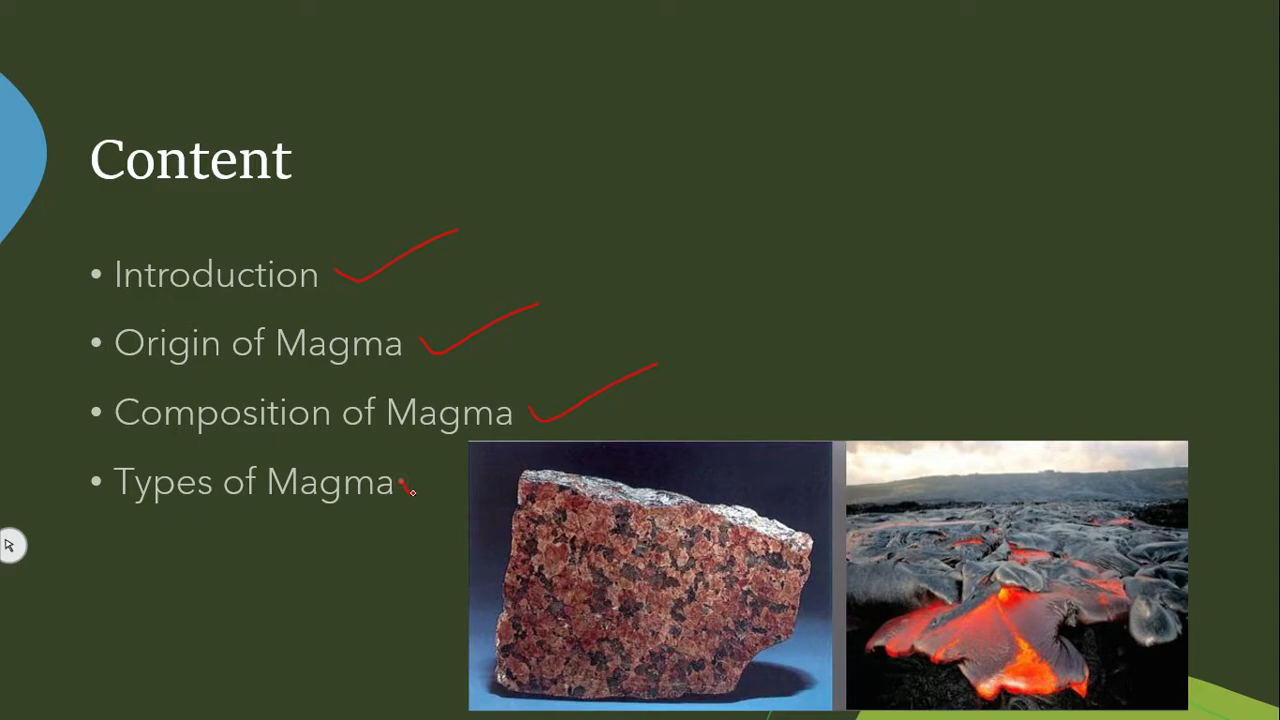 Content
• Introduction
• Origin of Magma
• Composition of Magma
• Types of Magma